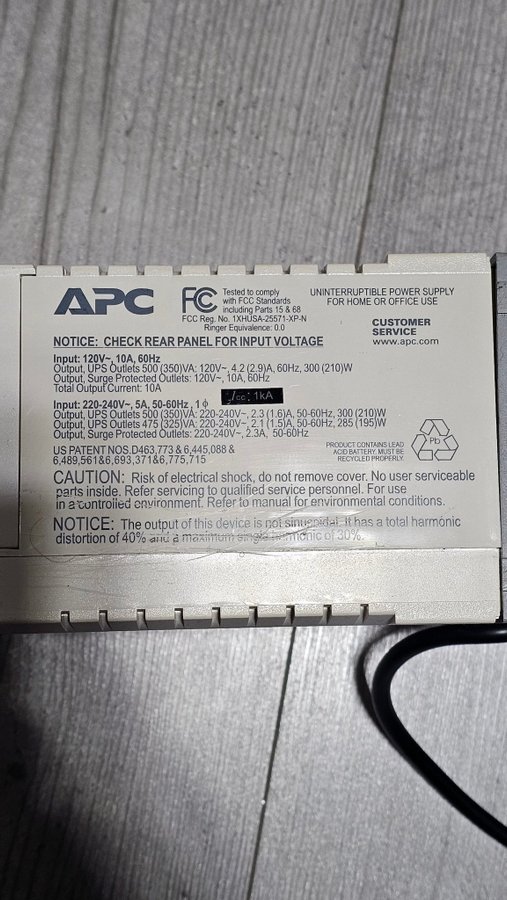 APC
FC
Tested to comply
with FCC Standards
including Parts 15 & 68
FCC Reg. No. 1XHUSA-25571-XP-N
Ringer Equivalence: 0.0
UNINTERRUPTIBLE POWER SUPPLY
FOR HOME OR OFFICE USE
CUSTOMER
SERVICE
www.apc.com
NOTICE: CHECK REAR PANEL FOR INPUT VOLTAGE
Input: 120V~, 10A, 60Hz
Output, UPS Outlets 500 (350)VA: 120V~, 4.2 (2.9)A, 60Hz, 300 (210)W
Output, Surge Protected Outlets: 120V~, 10A, 60Hz
Total Output Current: 10A
Icc: 1kA
Input: 220-240V~, 5A, 50-60Hz, 1 ϕ
Output, UPS Outlets 500 (350)VA: 220-240V~, 2.3 (1.6)A, 50-60Hz, 300 (210)W
Output, UPS Outlets 475 (325)VA: 220-240V~, 2.1 (1.5)A, 50-60Hz, 285 (195)W
Output, Surge Protected Outlets: 220-240V~, 2.3A, 50-60Hz
US PATENT NOS. D463,773 & 6,445,088 &
6,489,561 & 6,693,371 & 6,775,715
Pb
PRODUCT CONTAINS LEAD
ACID BATTERY. MUST BE
RECYCLED PROPERLY.
CAUTION: Risk of electrical shock, do not remove cover. No user serviceable
parts inside. Refer servicing to qualified service personnel. For use
in a controlled environment. Refer to manual for environmental conditions.
NOTICE: The output of this device is not sinusoidal. It has a total harmonic
distortion of 40% and a maximum single harmonic of 30%.